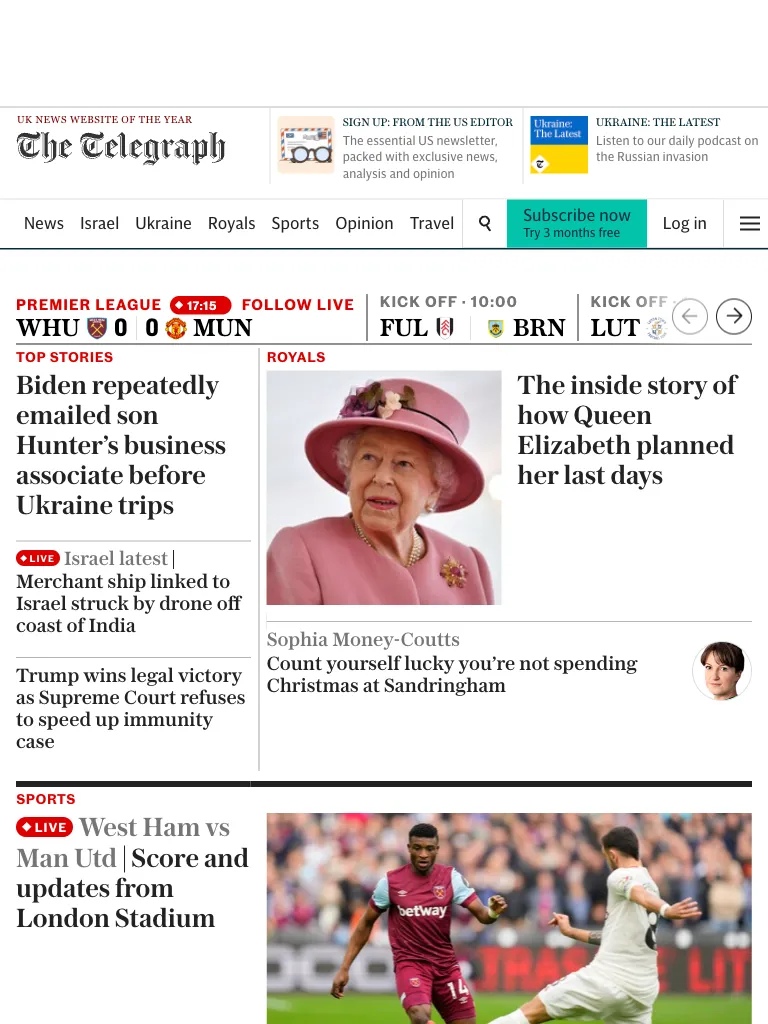 UK NEWS WEBSITE OF THE YEAR
The Telegraph
SIGN UP: FROM THE US EDITOR
The essential US newsletter,
packed with exclusive news,
analysis and opinion
Ukraine:
The Latest
UKRAINE: THE LATEST
Listen to our daily podcast on
the Russian invasion
News Israel Ukraine Royals Sports Opinion Travel
Subscribe now
Try 3 months free
Log in
PREMIER LEAGUE 17:15 FOLLOW LIVE
WHU 0 0 MUN
KICK OFF · 10:00
FUL BRN
KICK OFF ·
LUT
TOP STORIES
Biden repeatedly
emailed son
Hunter’s business
associate before
Ukraine trips
LIVE Israel latest |
Merchant ship linked to
Israel struck by drone off
coast of India
Trump wins legal victory
as Supreme Court refuses
to speed up immunity
case
ROYALS
The inside story of
how Queen
Elizabeth planned
her last days
Sophia Money-Coutts
Count yourself lucky you’re not spending
Christmas at Sandringham
SPORTS
LIVE West Ham vs
Man Utd | Score and
updates from
London Stadium
betway
14